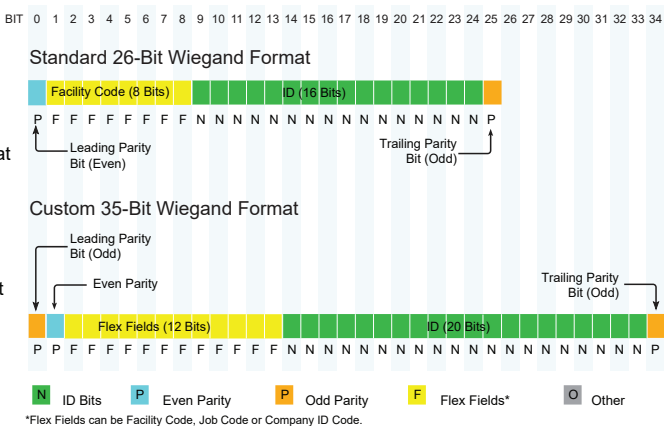 BIT 0 1 2 3 4 5 6 7 8 9 10 11 12 13 14 15 16 17 18 19 20 21 22 23 24 25 26 27 28 29 30 31 32 33 34
Standard 26-Bit Wiegand Format
Facility Code (8 Bits) ID (16 Bits)
P F F F F F F F F N N N N N N N N N N N N N N N N P
Leading Parity
Bit (Even)
Trailing Parity
Bit (Odd)
at
Custom 35-Bit Wiegand Format
Leading Parity
Bit (Odd)
Even Parity
Trailing Parity
Bit (Odd)
t
Flex Fields (12 Bits) ID (20 Bits)
P P F F F F F F F F F F F F N N N N N N N N N N N N N N N N N N N N P
N ID Bits P Even Parity P Odd Parity F Flex Fields* O Other
*Flex Fields can be Facility Code, Job Code or Company ID Code.